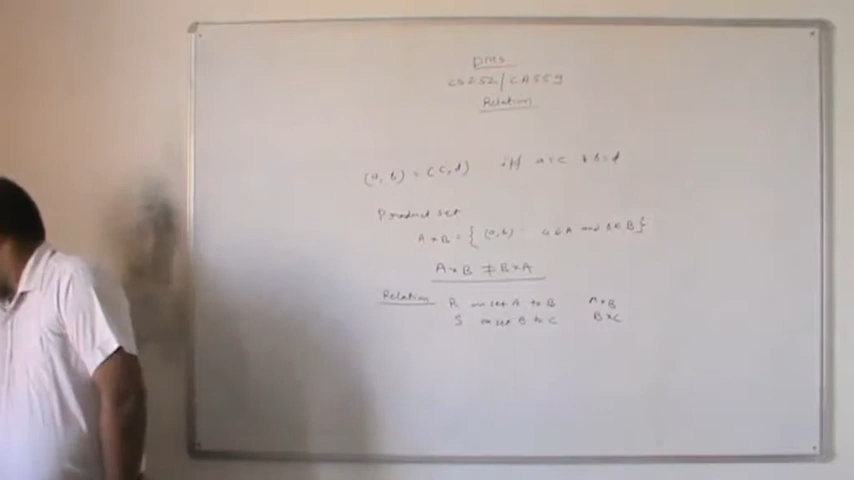 DMS
CS252/CA559
Relation
(a, b) = (c, d) iff a = c & b = d
Product set
A × B = { (a, b) : a ∈ A and b ∈ B }
A × B ≠ B × A
Relation R on set A to B A × B
S on set B to C B × C